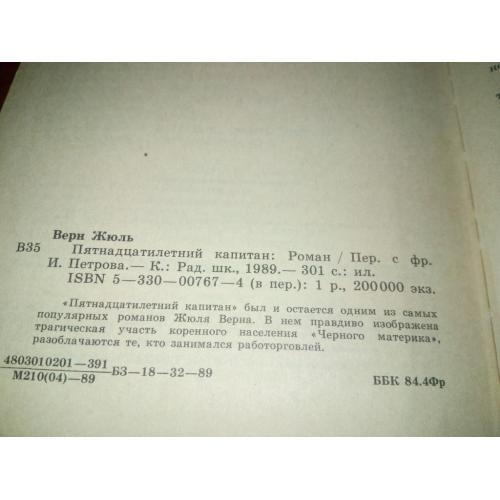 Верн Жюль
В35 Пятнадцатилетний капитан: Роман / Пер. с фр.
И. Петрова.— К.: Рад. шк., 1989.— 301 с.: ил.
ISBN 5—330—00767—4 (в пер.): 1 р., 200 000 экз.
«Пятнадцатилетний капитан» был и остается одним из самых
популярных романов Жюля Верна. В нем правдиво изображена
трагическая участь коренного населения «Черного материка»,
разоблачаются те, кто занимался работорговлей.
4803010201—391
М210(04)—89
БЗ—18—32—89
ББК 84.4Фр